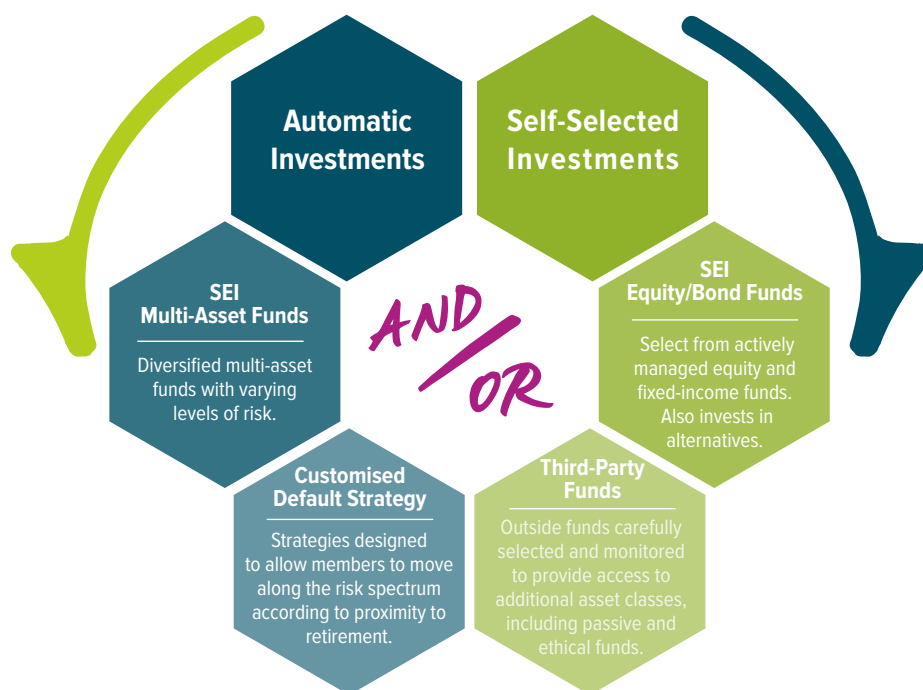 Automatic
Investments
Self-Selected
Investments
SEI
Multi-Asset Funds
Diversified multi-asset
funds with varying
levels of risk.
AND
/
OR
SEI
Equity/Bond Funds
Select from actively
managed equity and
fixed-income funds.
Also invests in
alternatives.
Customised
Default Strategy
Strategies designed
to allow members to move
along the risk spectrum
according to proximity to
retirement.
Third-Party
Funds
Outside funds carefully
selected and monitored
to provide access to
additional asset classes,
including passive and
ethical funds.